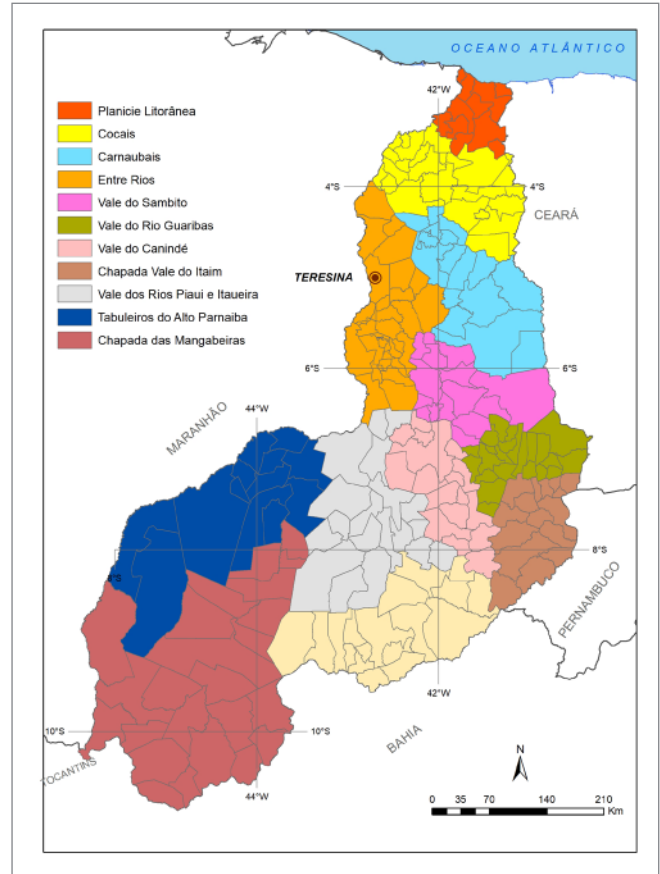 OCEANO ATLÂNTICO
42°W
Planicie Litorânea
Cocais
Carnaubais
Entre Rios
Vale do Sambito
Vale do Rio Guaribas
Vale do Canindé
Chapada Vale do Itaim
Vale dos Rios Piaui e Itaueira
Tabuleiros do Alto Parnaiba
Chapada das Mangabeiras
4°S
4°S
CEARÁ
TERESINA
6°S
6°S
44°W
MARANHÃO
8°S
8°S
PERNAMBUCO
42°W
10°S
10°S
BAHIA
TOCANTINS
44°W
N
0 35 70 140 210
Km